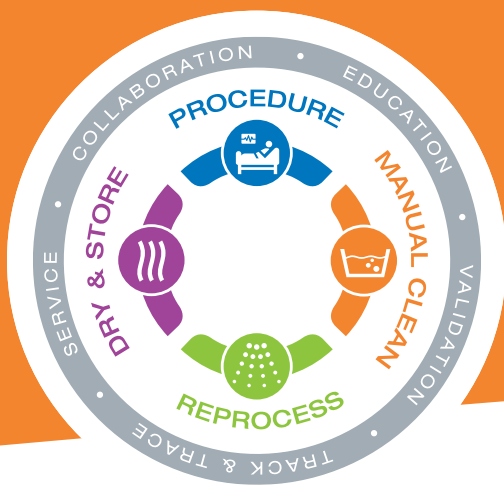 COLLABORATION • EDUCATION • VALIDATION • TRACK & TRACE • SERVICE •
PROCEDURE
MANUAL CLEAN
REPROCESS
DRY & STORE